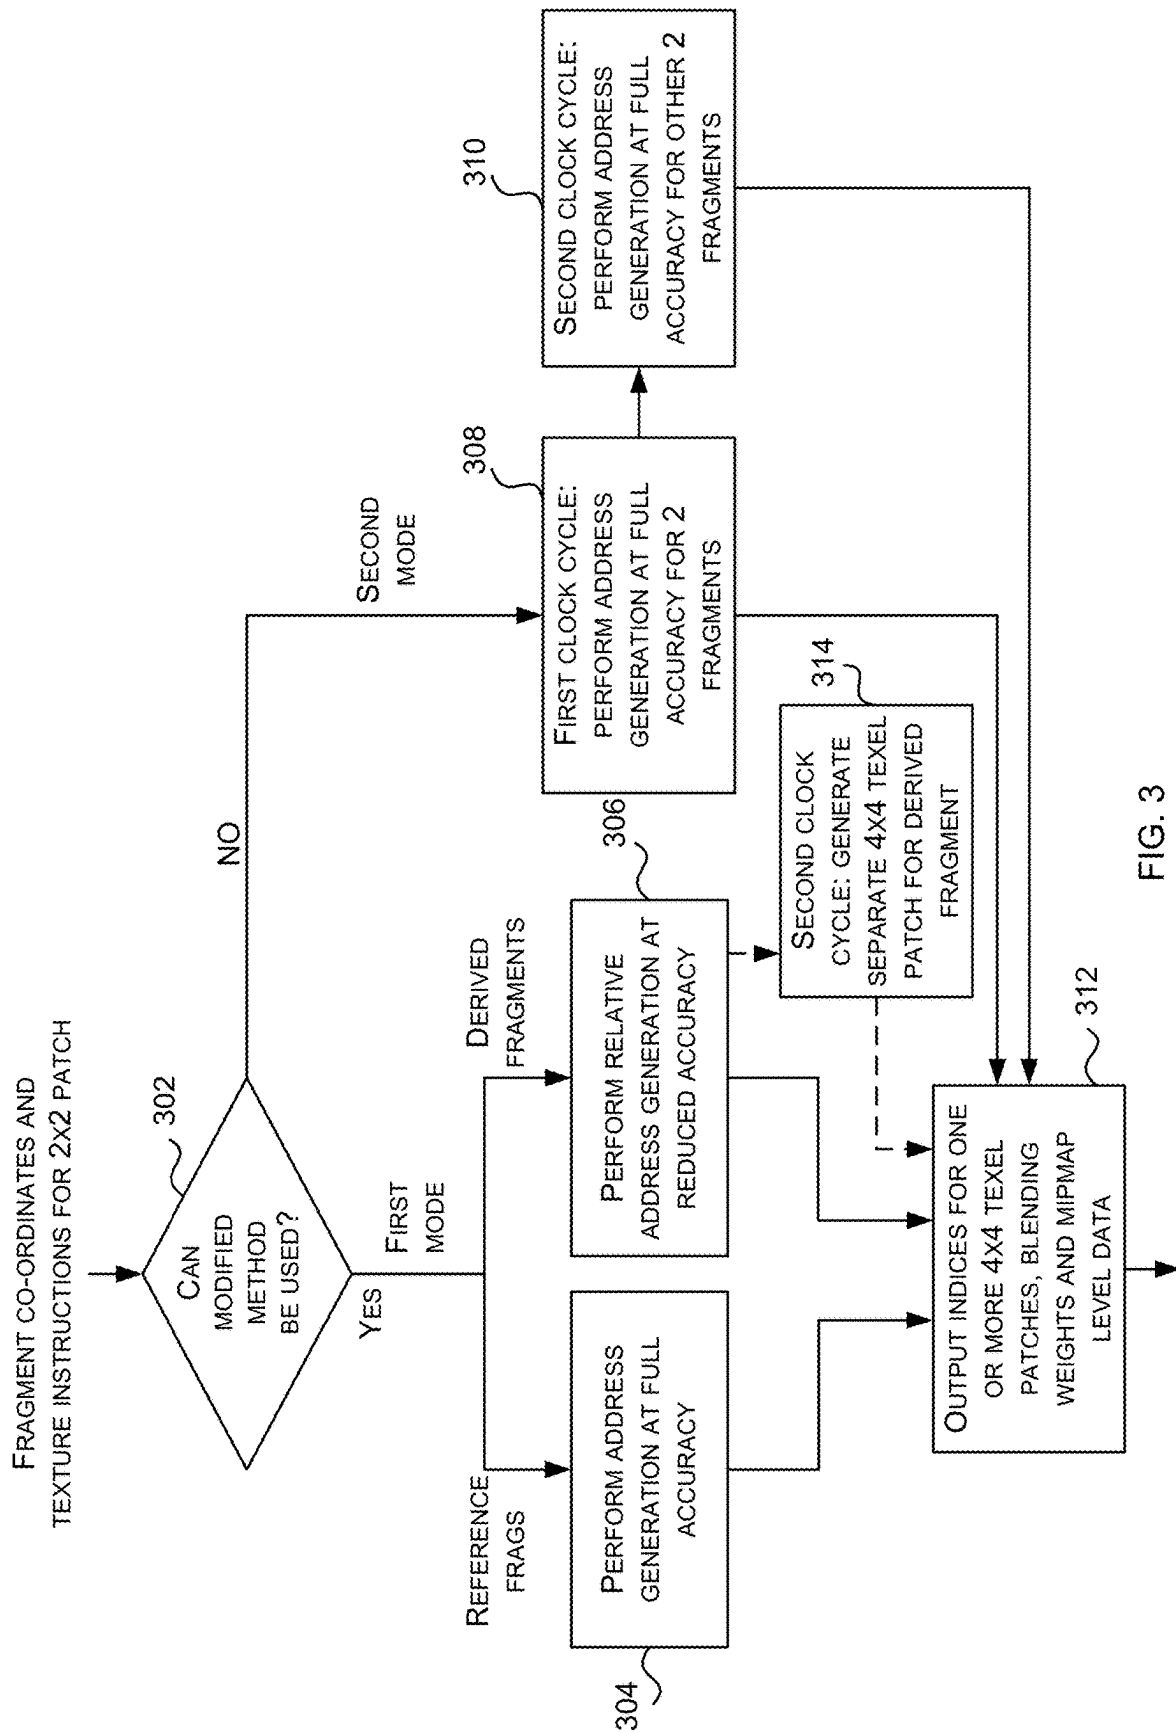 FRAGMENT CO-ORDINATES AND
TEXTURE INSTRUCTIONS FOR 2X2 PATCH
302
CAN
MODIFIED
METHOD
BE USED?
NO
YES
FIRST
MODE
SECOND
MODE
REFERENCE
FRAGS
DERIVED
FRAGMENTS
304
PERFORM ADDRESS
GENERATION AT FULL
ACCURACY
306
PERFORM RELATIVE
ADDRESS GENERATION AT
REDUCED ACCURACY
308
FIRST CLOCK CYCLE:
PERFORM ADDRESS
GENERATION AT FULL
ACCURACY FOR 2
FRAGMENTS
310
SECOND CLOCK CYCLE:
PERFORM ADDRESS
GENERATION AT FULL
ACCURACY FOR OTHER 2
FRAGMENTS
314
SECOND CLOCK
CYCLE: GENERATE
SEPARATE 4X4 TEXEL
PATCH FOR DERIVED
FRAGMENT
312
OUTPUT INDICES FOR ONE
OR MORE 4X4 TEXEL
PATCHES, BLENDING
WEIGHTS AND MIPMAP
LEVEL DATA
FIG. 3